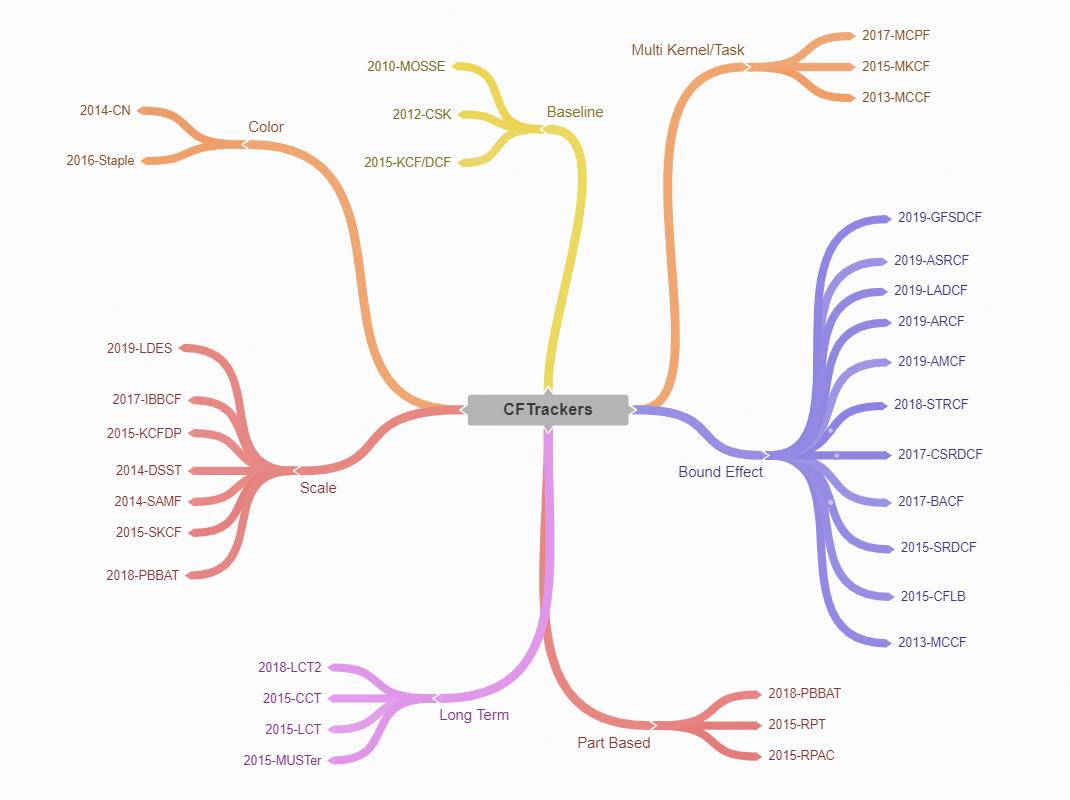 CFTrackers
Color
2014-CN
2016-Staple
Baseline
2010-MOSSE
2012-CSK
2015-KCF/DCF
Multi Kernel/Task
2017-MCPF
2015-MKCF
2013-MCCF
Bound Effect
2019-GFSDCF
2019-ASRCF
2019-LADCF
2019-ARCF
2019-AMCF
2018-STRCF
2017-CSRDCF
2017-BACF
2015-SRDCF
2015-CFLB
2013-MCCF
Scale
2019-LDES
2017-IBBCF
2015-KCFDP
2014-DSST
2014-SAMF
2015-SKCF
2018-PBBAT
Long Term
2018-LCT2
2015-CCT
2015-LCT
2015-MUSTer
Part Based
2018-PBBAT
2015-RPT
2015-RPAC